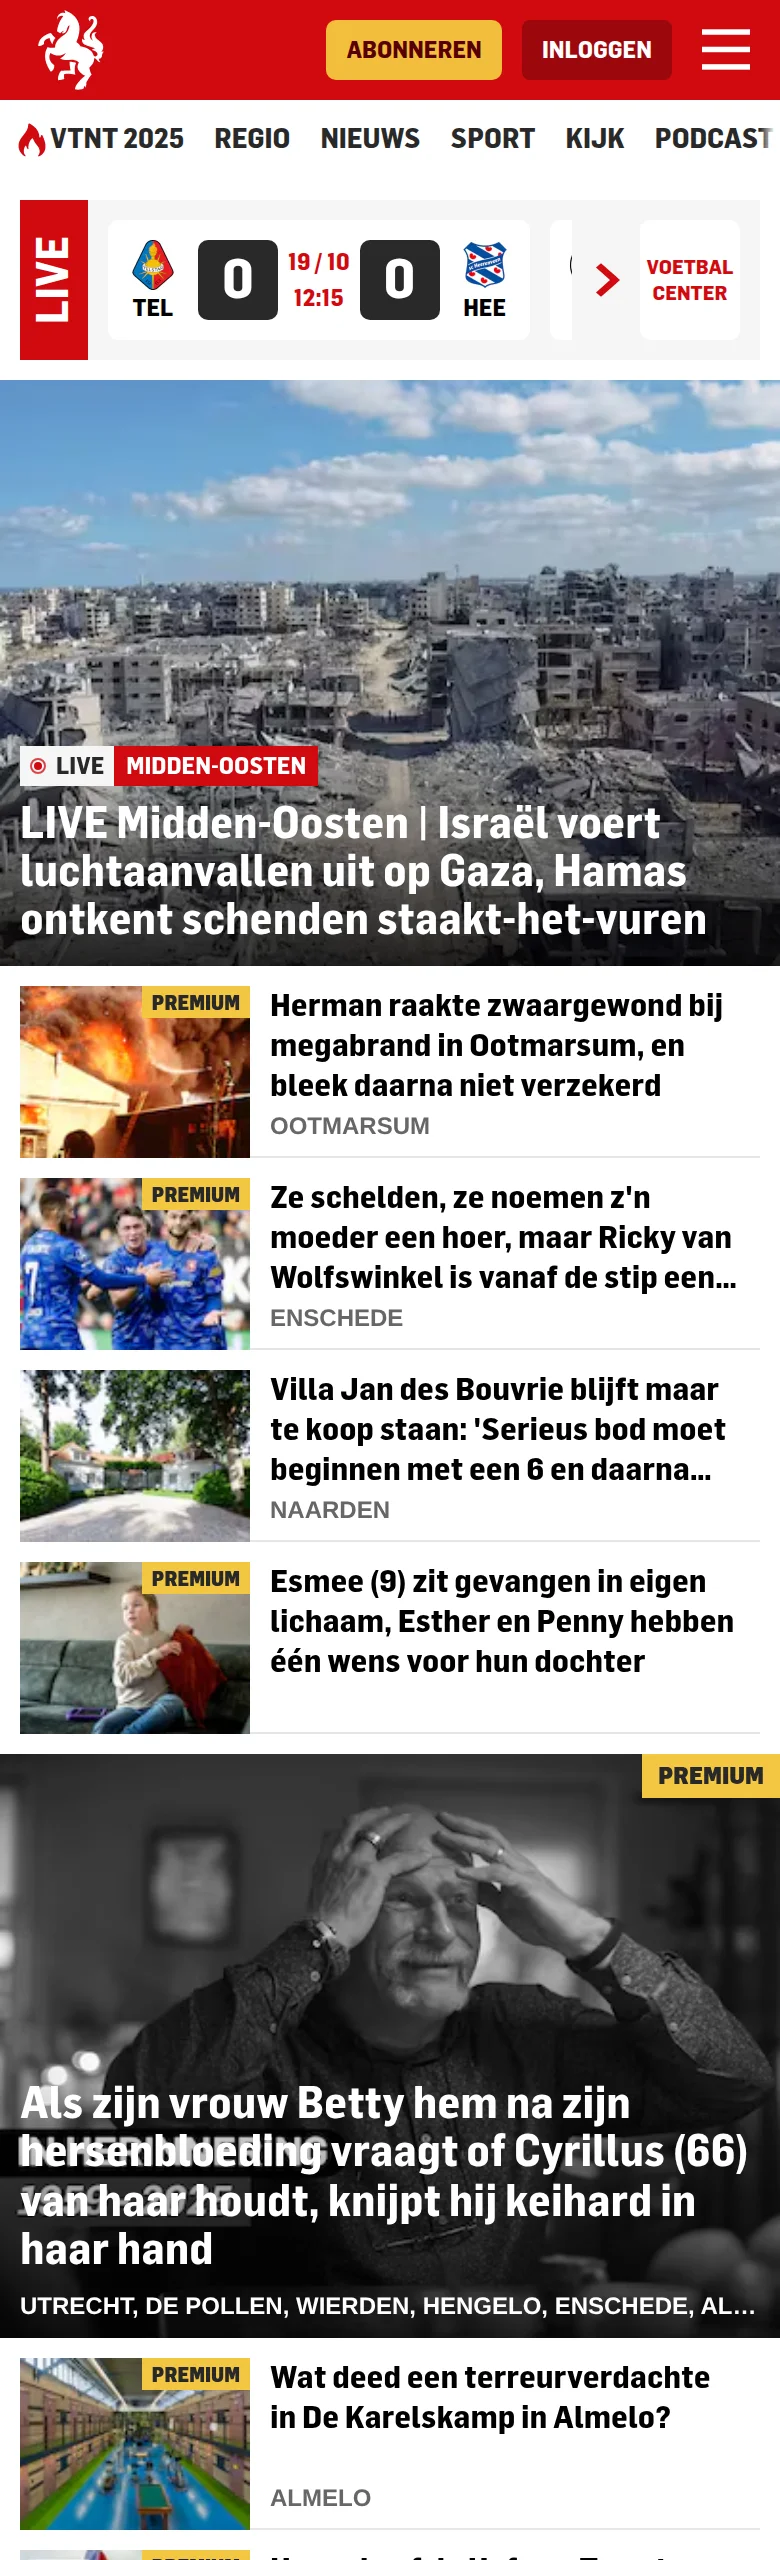 ABONNEREN
INLOGGEN
VTNT 2025 REGIO NIEUWS SPORT KIJK PODCAST
LIVE
TEL
0
19 / 10
12:15
0
HEE
VOETBAL
CENTER
LIVE
MIDDEN-OOSTEN
LIVE Midden-Oosten | Israël voert
luchtaanvallen uit op Gaza, Hamas
ontkent schenden staakt-het-vuren
PREMIUM
Herman raakte zwaargewond bij
megabrand in Ootmarsum, en
bleek daarna niet verzekerd
OOTMARSUM
PREMIUM
7
Ze schelden, ze noemen z'n
moeder een hoer, maar Ricky van
Wolfswinkel is vanaf de stip een...
ENSCHEDE
Villa Jan des Bouvrie blijft maar
te koop staan: 'Serieus bod moet
beginnen met een 6 en daarna...
NAARDEN
PREMIUM
Esmee (9) zit gevangen in eigen
lichaam, Esther en Penny hebben
één wens voor hun dochter
PREMIUM
Als zijn vrouw Betty hem na zijn
hersenbloeding vraagt of Cyrillus (66)
van haar houdt, knijpt hij keihard in
haar hand
UTRECHT, DE POLLEN, WIERDEN, HENGELO, ENSCHEDE, AL...
PREMIUM
Wat deed een terreurverdachte
in De Karelskamp in Almelo?
ALMELO